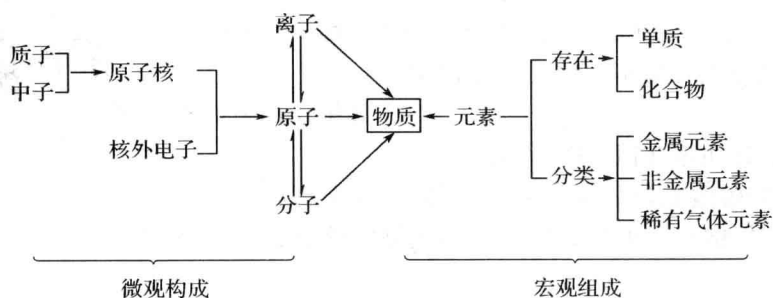 离子
质子
中子
原子核
核外电子
原子
分子
物质
元素
存在
单质
化合物
分类
金属元素
非金属元素
稀有气体元素
微观构成
宏观组成